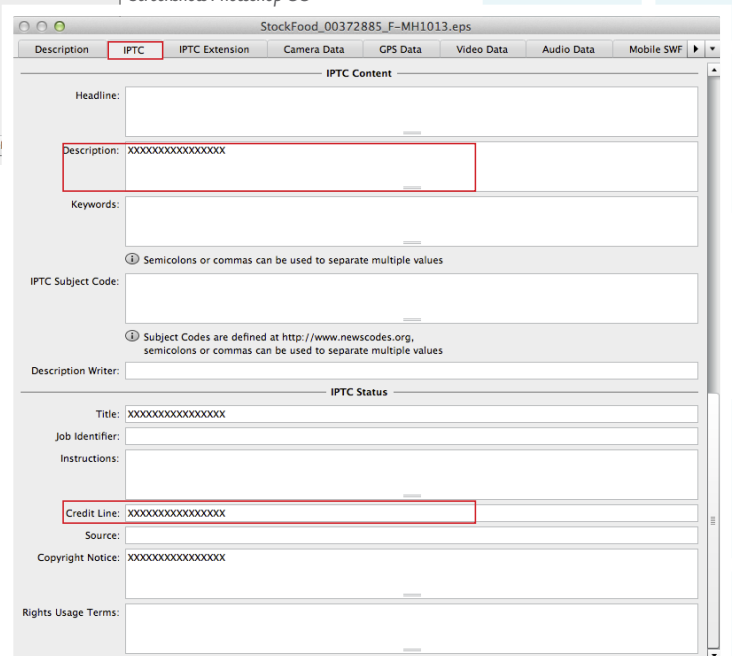 Screenshots Photoshop CC
StockFood_00372885_F-MH1013.eps
Description IPTC IPTC Extension Camera Data GPS Data Video Data Audio Data Mobile SWF
IPTC Content
Headline:
Description: XXXXXXXXXXXXXXXX
Keywords:
Semicolons or commas can be used to separate multiple values
IPTC Subject Code:
Subject Codes are defined at http://www.newscodes.org,
semicolons or commas can be used to separate multiple values
Description Writer:
IPTC Status
Title: XXXXXXXXXXXXXXXX
Job Identifier:
Instructions:
Credit Line: XXXXXXXXXXXXXXXX
Source:
Copyright Notice: XXXXXXXXXXXXXXXX
Rights Usage Terms: